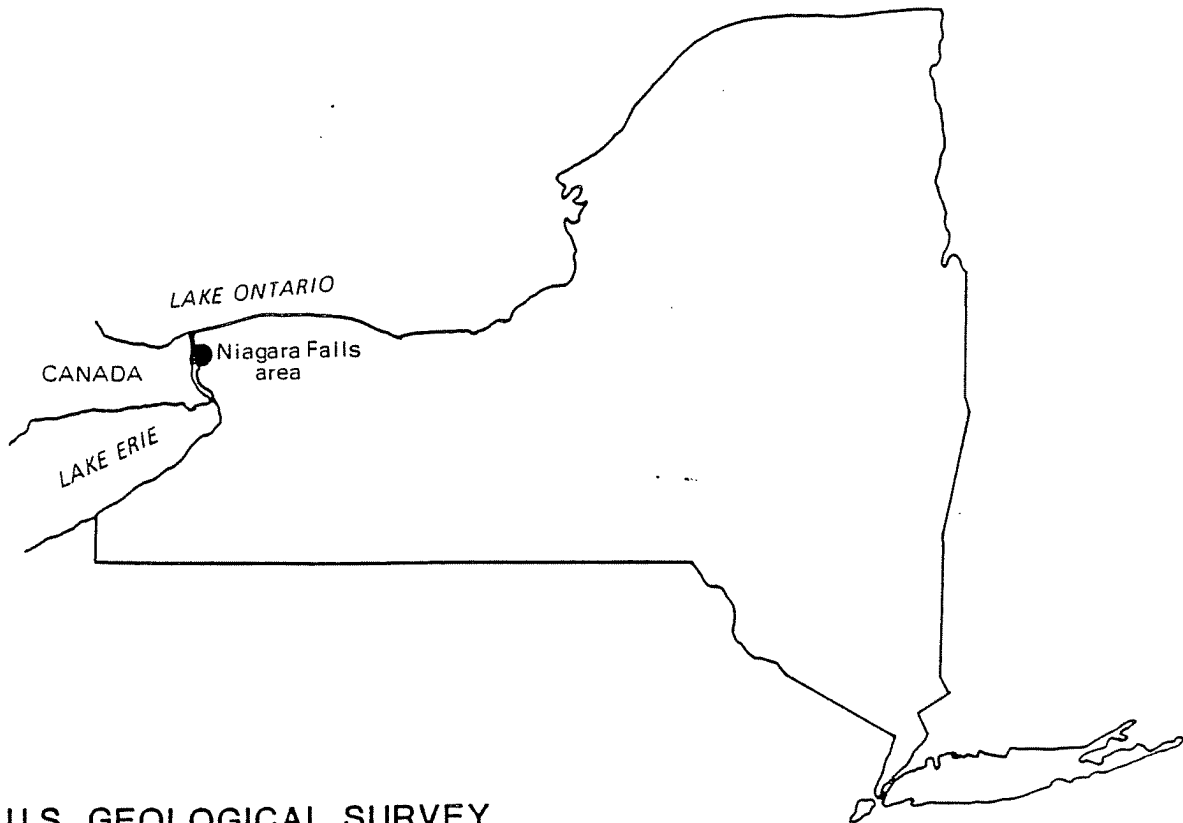 LAKE ONTARIO
Niagara Falls
area
CANADA
LAKE ERIE
U.S. GEOLOGICAL SURVEY